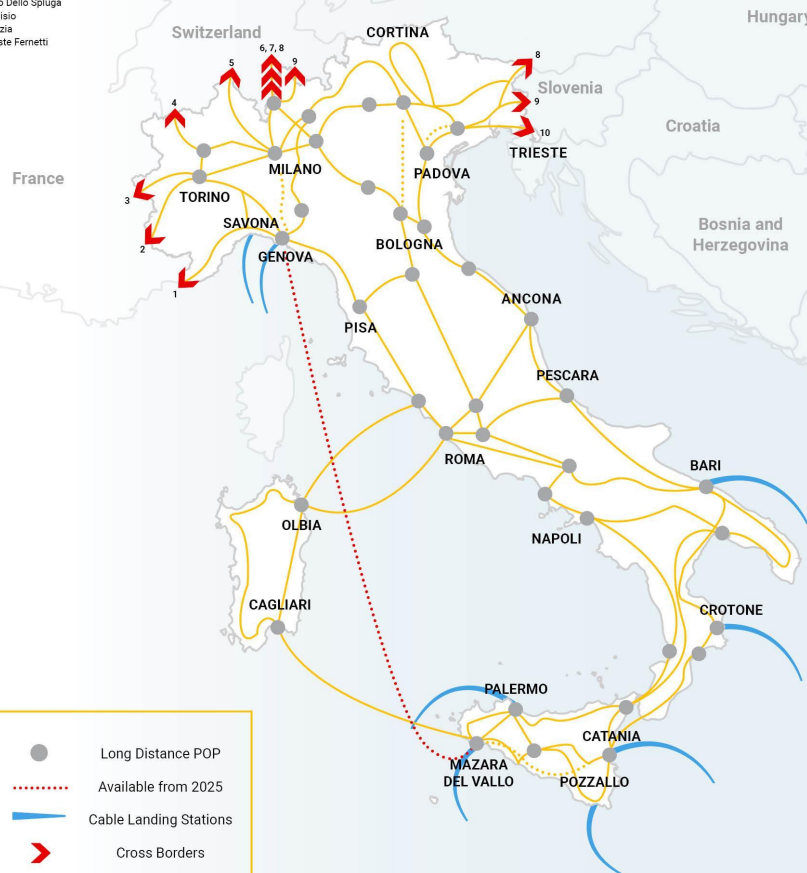 o Dello Spluga
isio
zia
ste Fernetti
Switzerland
Hungary
CORTINA
6, 7, 8
9
5
8
4
Slovenia
9
10
Croatia
TRIESTE
MILANO
PADOVA
France
3
TORINO
SAVONA
Bosnia and
Herzegovina
2
BOLOGNA
GENOVA
1
ANCONA
PISA
PESCARA
ROMA
BARI
OLBIA
NAPOLI
CAGLIARI
CROTONE
PALERMO
CATANIA
MAZARA
DEL VALLO
POZZALLO
Long Distance POP
Available from 2025
Cable Landing Stations
Cross Borders